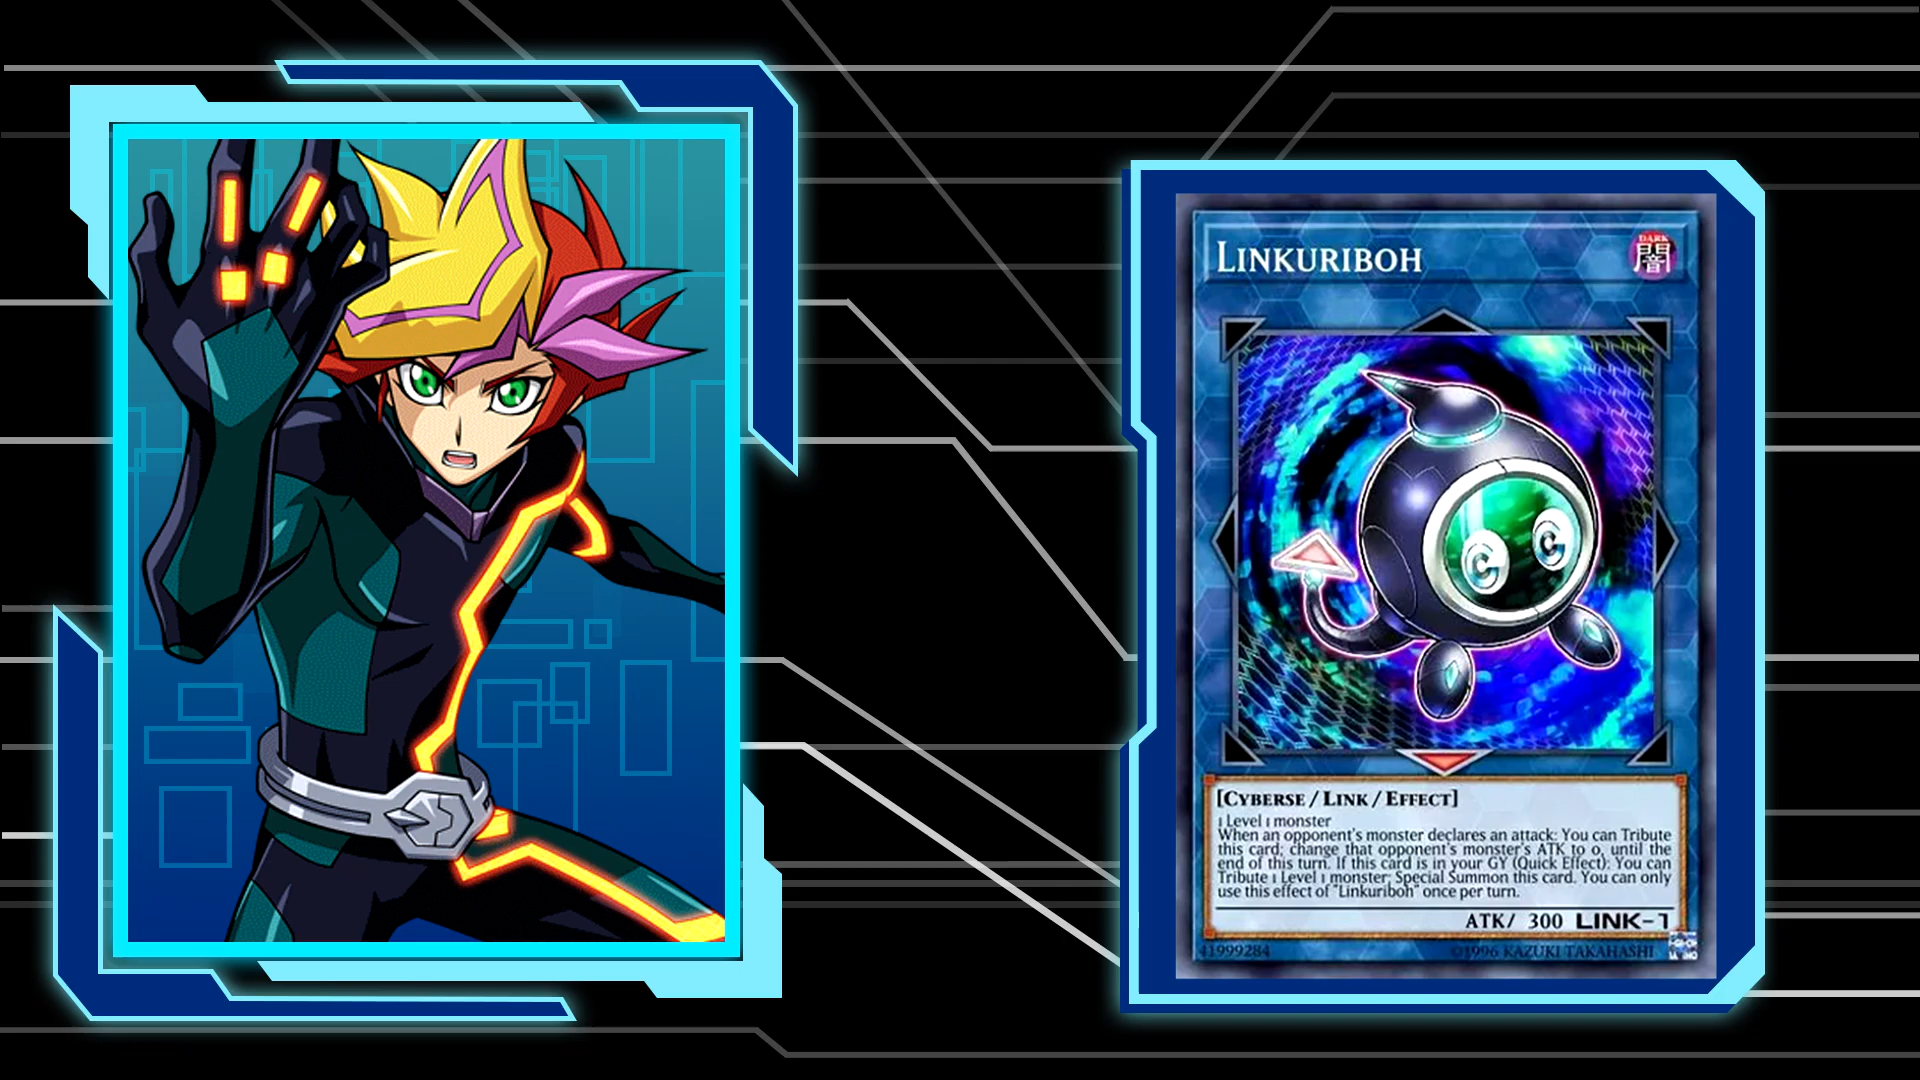 LINKURIBOH
DARK
闇
[CYBERSE / LINK / EFFECT]
1 Level 1 monster
When an opponent's monster declares an attack: You can Tribute
this card; change that opponent's monster's ATK to 0, until the
end of this turn. If this card is in your GY (Quick Effect): You can
Tribute 1 Level 1 monster; Special Summon this card. You can only
use this effect of "Linkuriboh" once per turn.
ATK/ 300 LINK-1
41999284 ©1996 KAZUKI TAKAHASHI